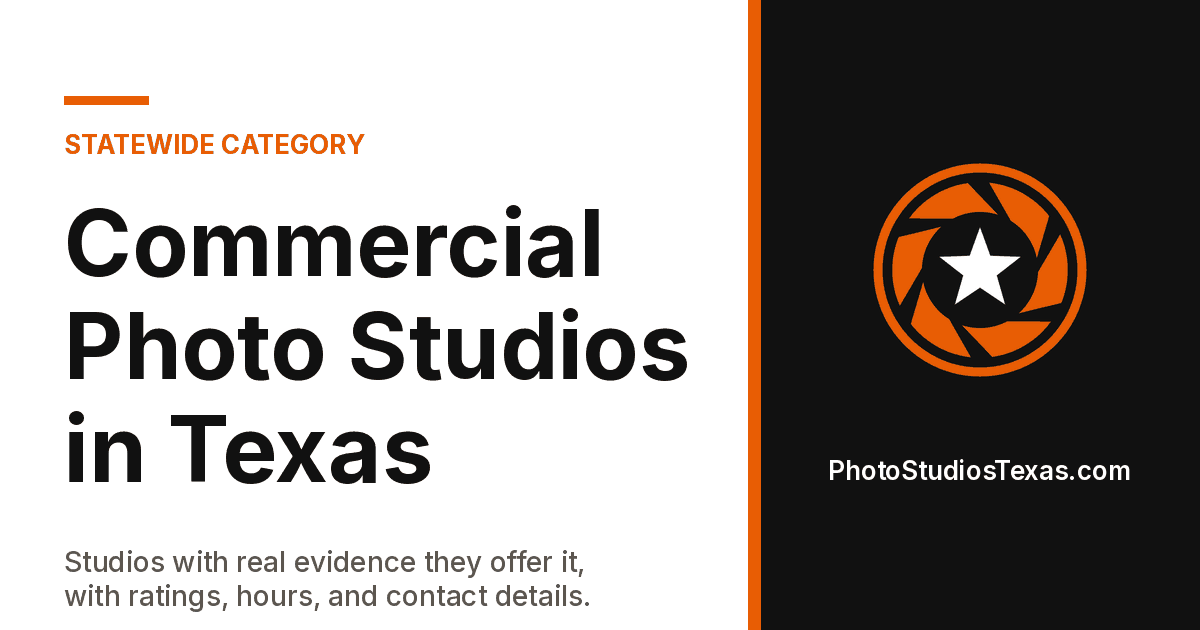 STATEWIDE CATEGORY
Commercial
Photo Studios
in Texas
Studios with real evidence they offer it,
with ratings, hours, and contact details.
PhotoStudiosTexas.com